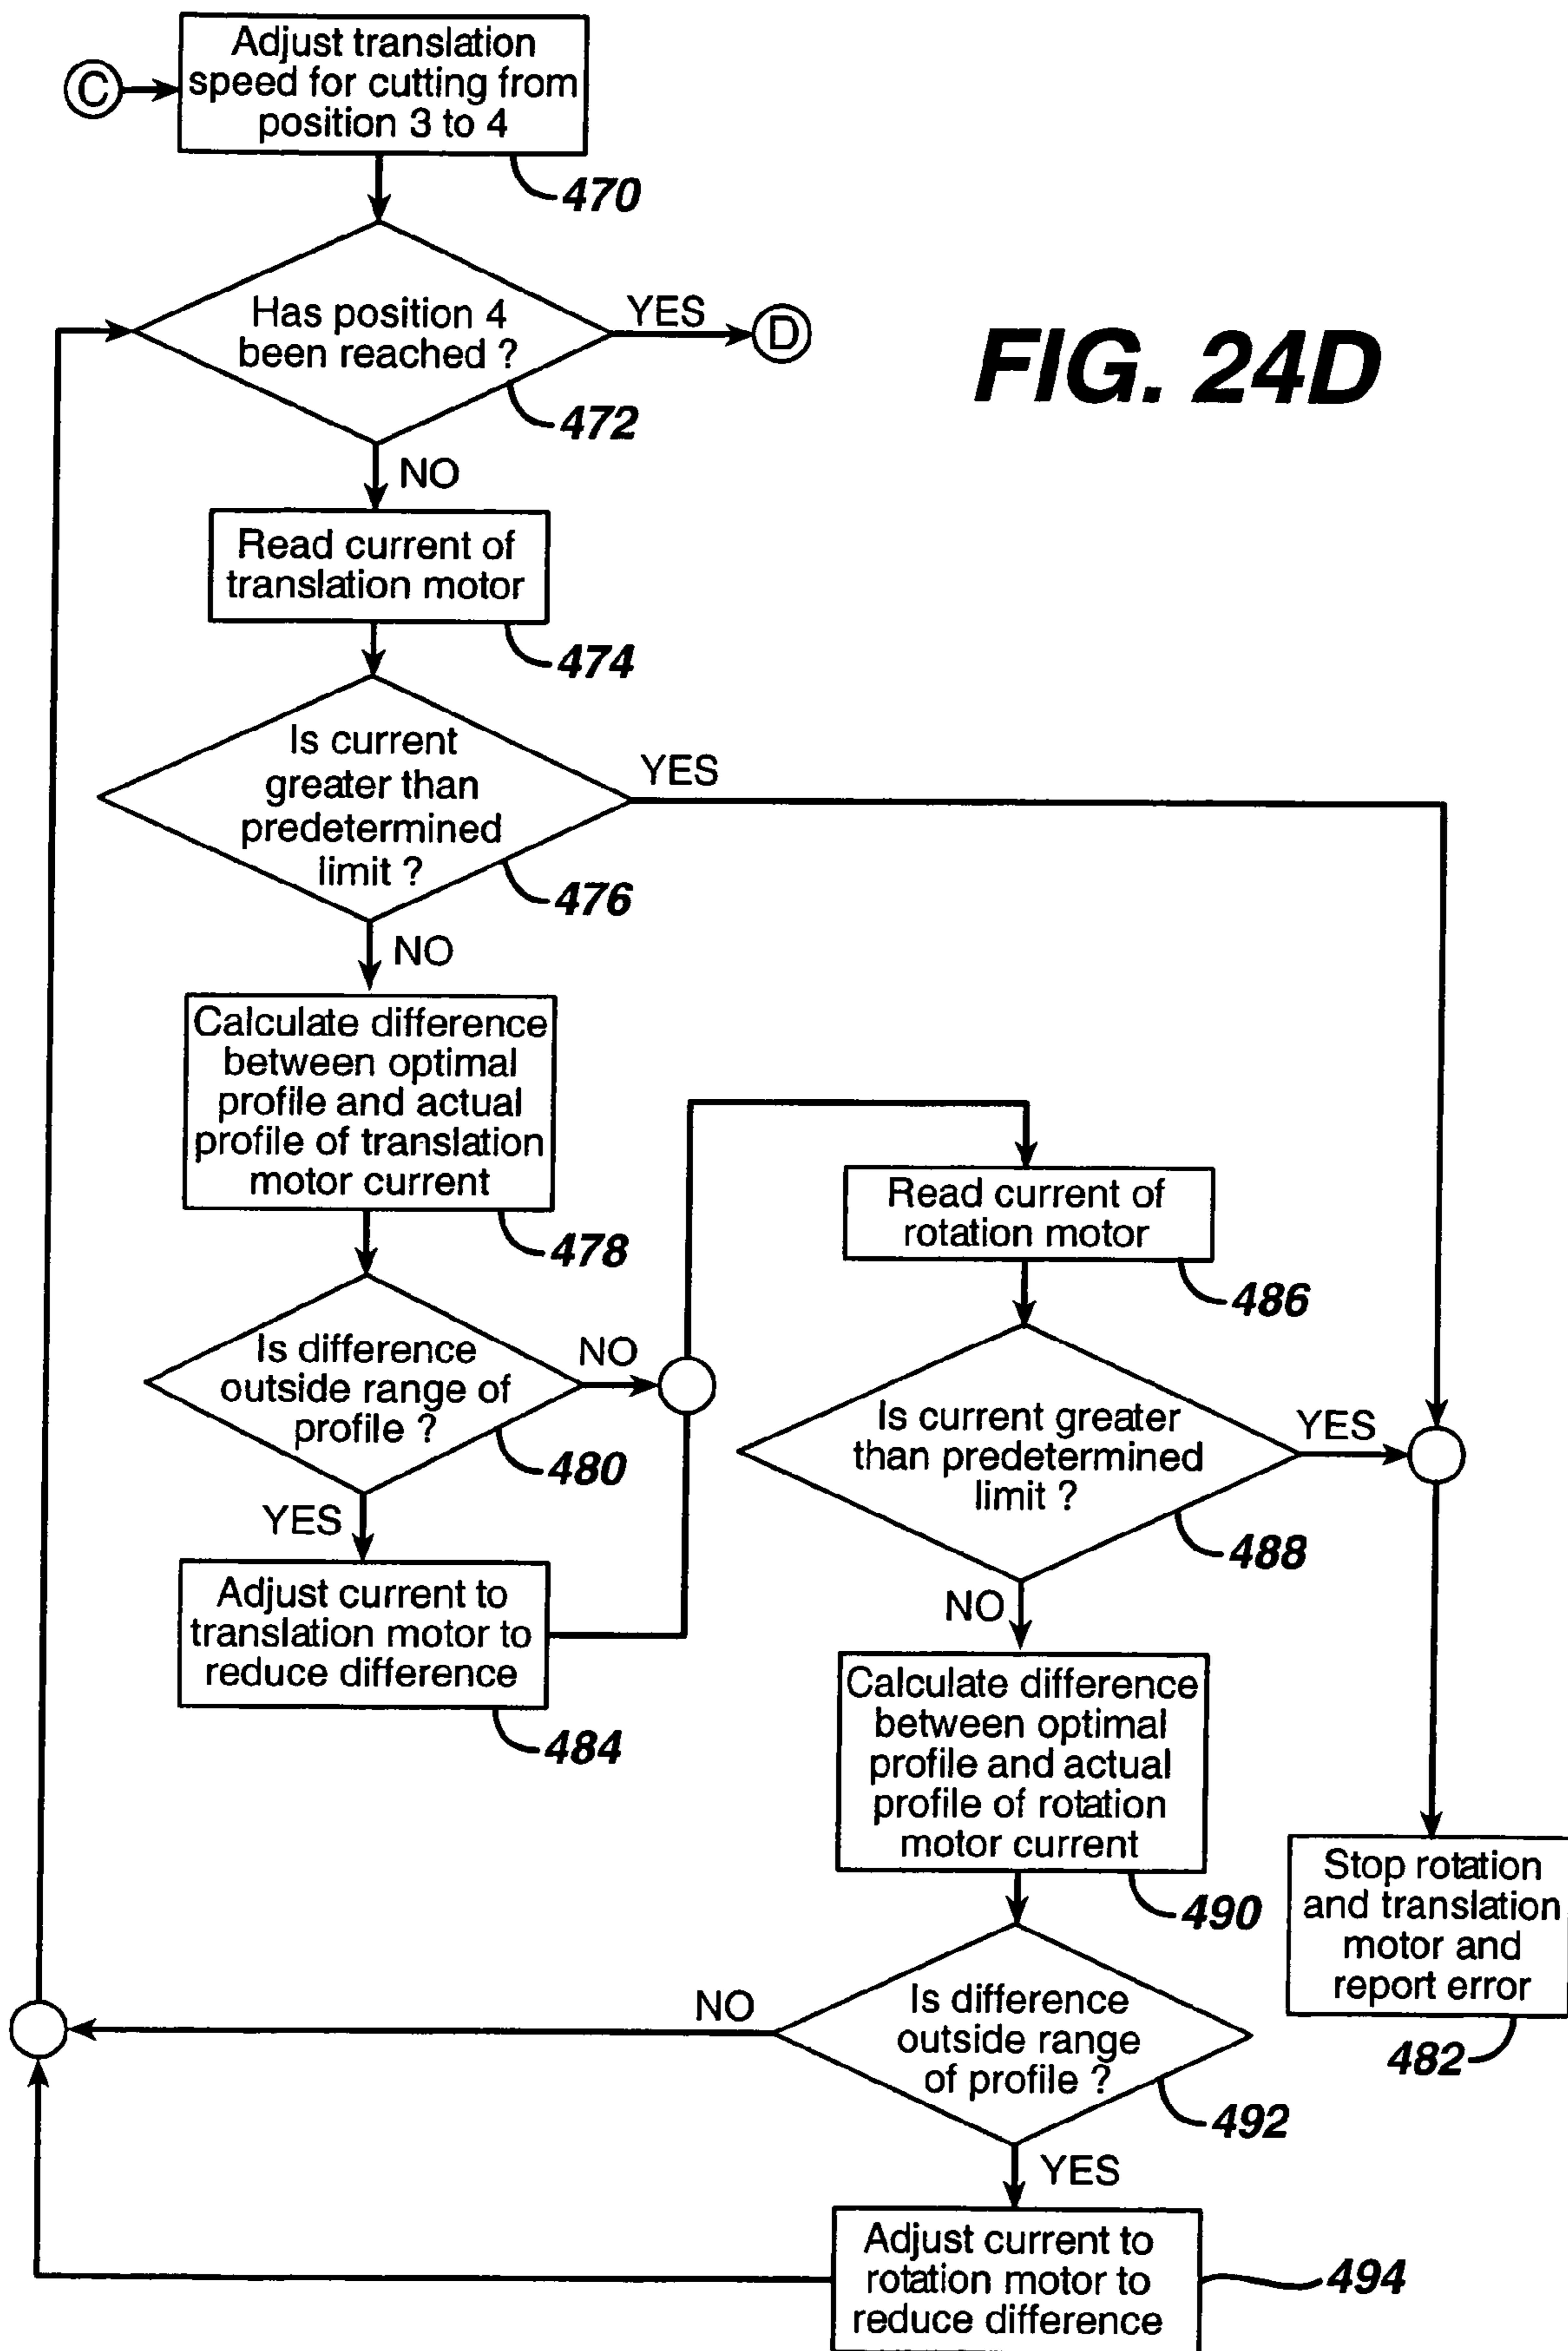 Adjust translation
speed for cutting from
position 3 to 4
C
470
Has position 4
been reached ?
YES
D
FIG. 24D
472
NO
Read current of
translation motor
474
Is current
greater than
predetermined
limit ?
YES
476
NO
Calculate difference
between optimal
profile and actual
profile of translation
motor current
478
Is difference
outside range of
profile ?
NO
480
YES
Adjust current to
translation motor to
reduce difference
484
Read current of
rotation motor
486
Is current greater
than predetermined
limit ?
YES
488
NO
Calculate difference
between optimal
profile and actual
profile of rotation
motor current
490
Stop rotation
and translation
motor and
report error
482
Is difference
outside range
of profile ?
NO
492
YES
Adjust current to
rotation motor to
reduce difference
494